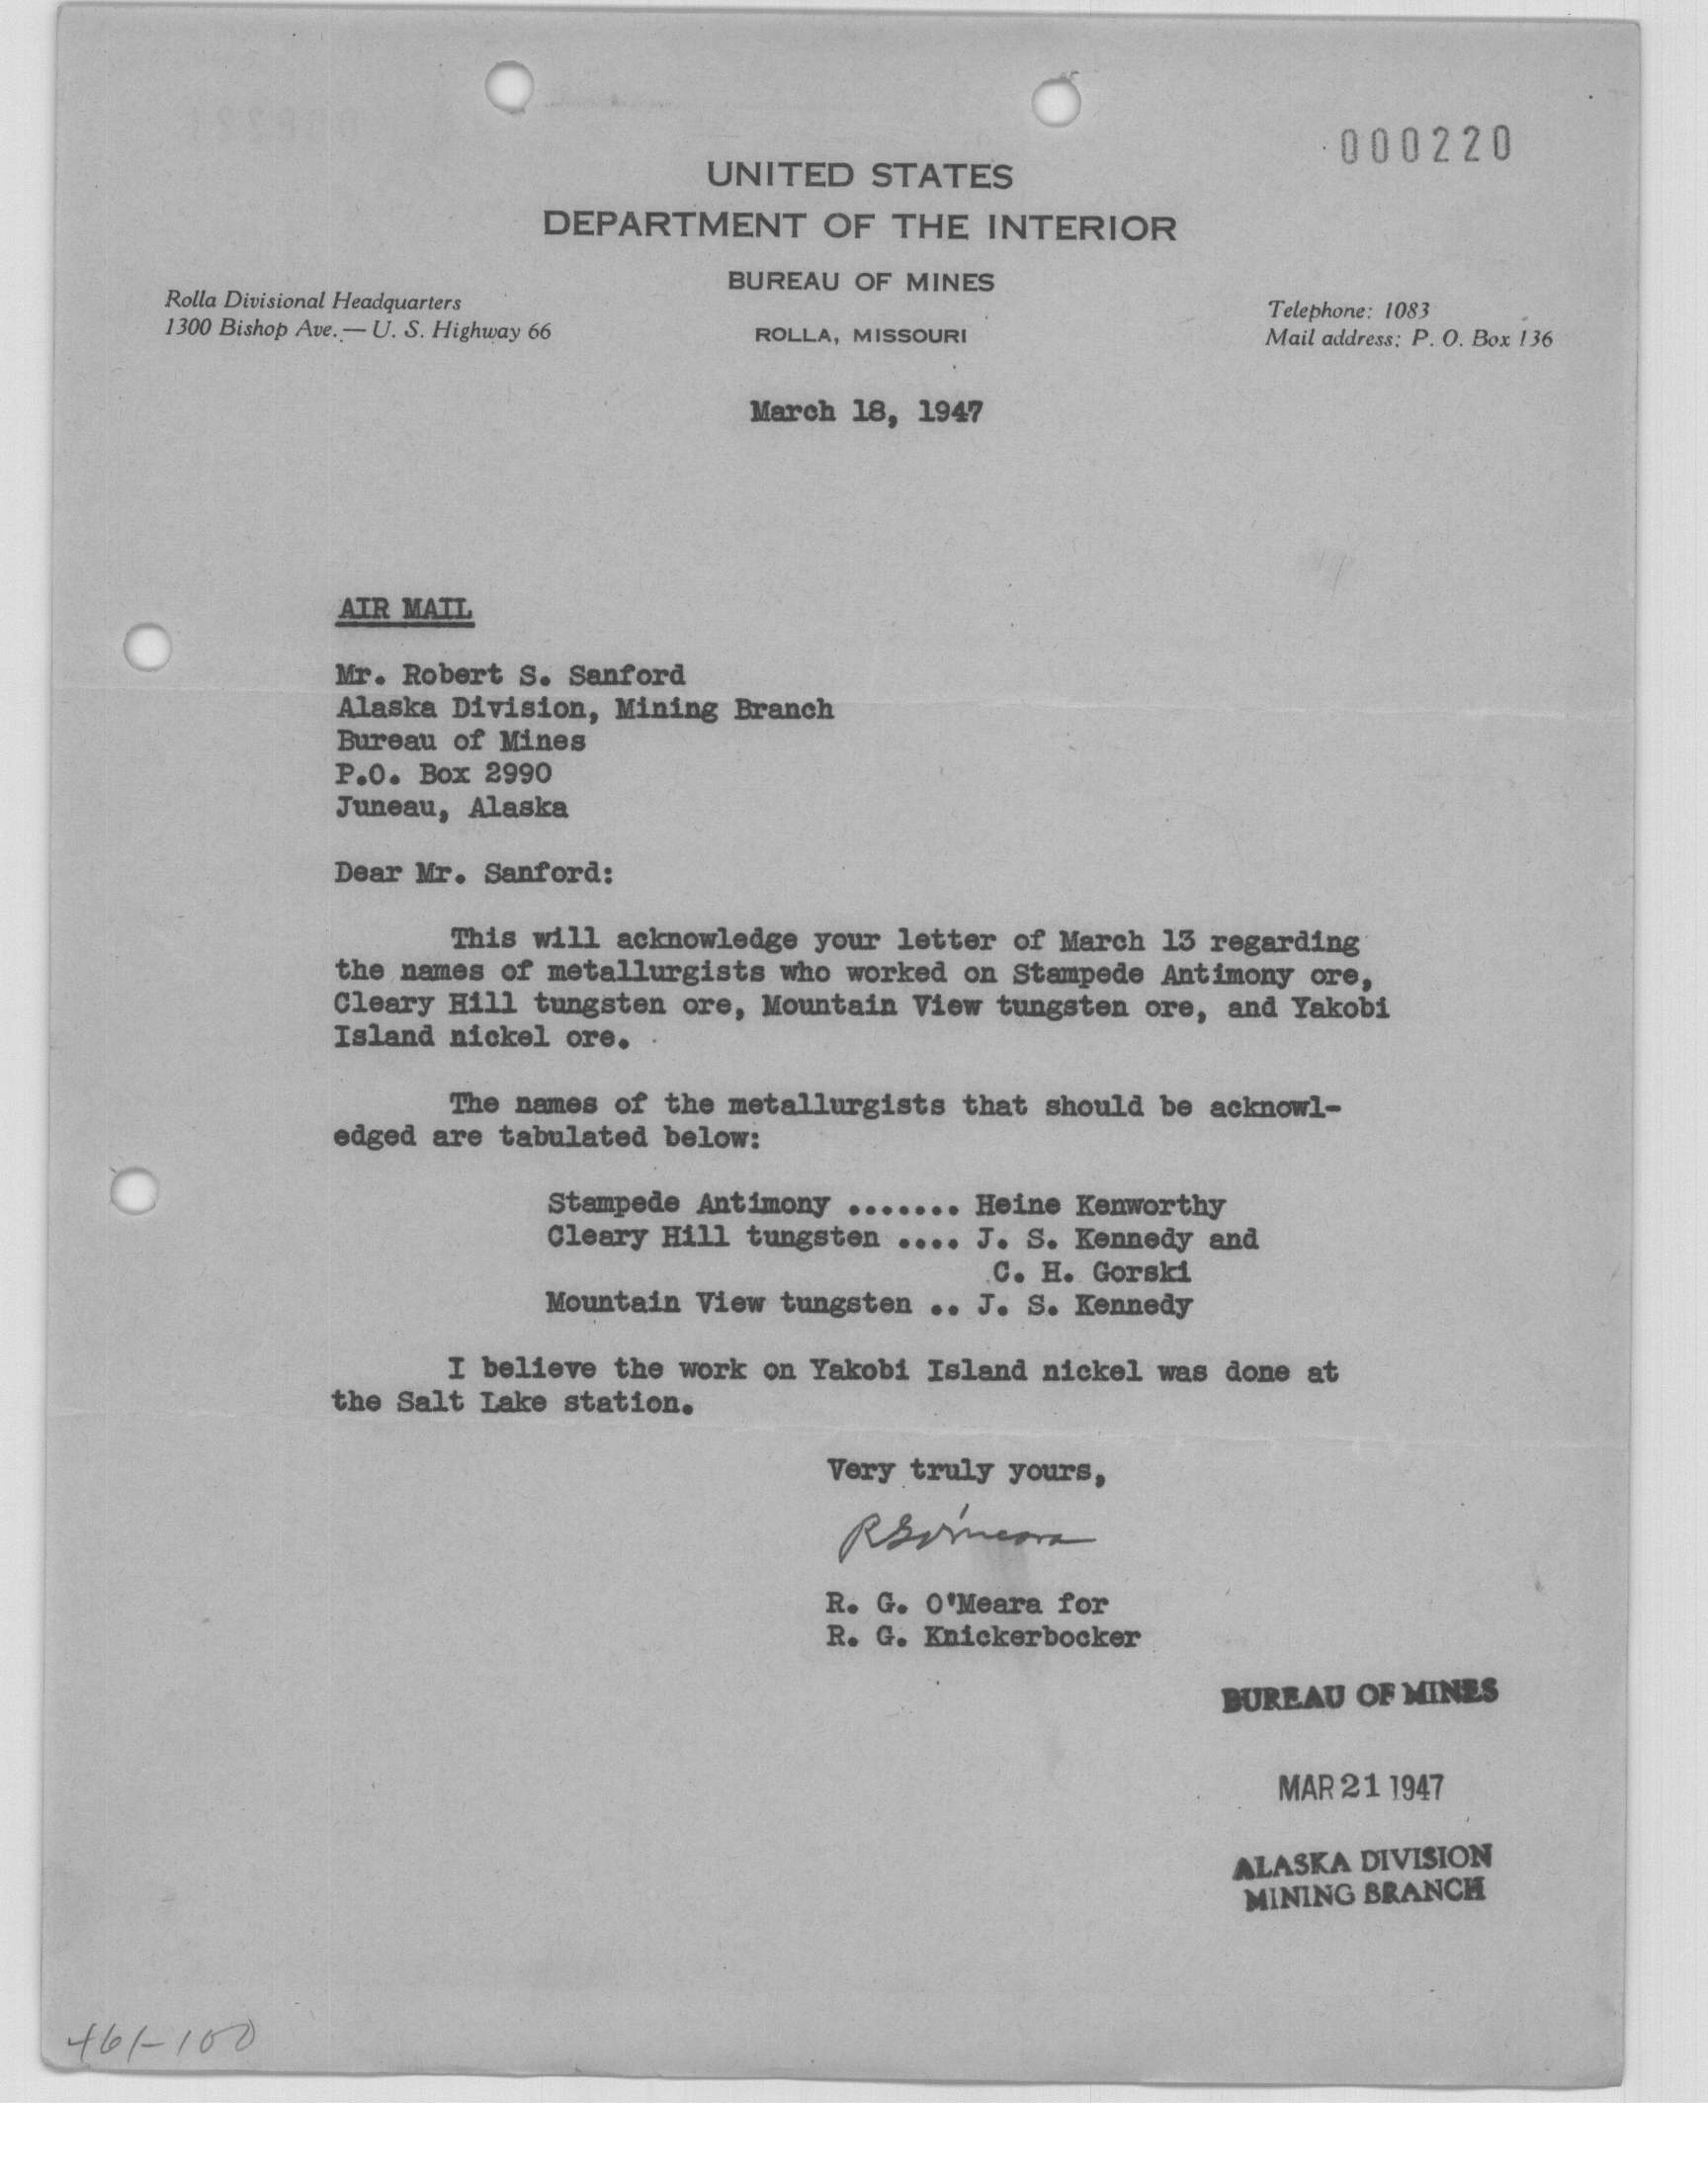 000220
UNITED STATES
DEPARTMENT OF THE INTERIOR
BUREAU OF MINES
ROLLA, MISSOURI
Rolla Divisional Headquarters
1300 Bishop Ave.— U. S. Highway 66
Telephone: 1083
Mail address: P. O. Box 136
March 18, 1947
AIR MAIL
Mr. Robert S. Sanford
Alaska Division, Mining Branch
Bureau of Mines
P.O. Box 2990
Juneau, Alaska
Dear Mr. Sanford:
This will acknowledge your letter of March 13 regarding
the names of metallurgists who worked on Stampede Antimony ore,
Cleary Hill tungsten ore, Mountain View tungsten ore, and Yakobi
Island nickel ore.
The names of the metallurgists that should be acknowl-
edged are tabulated below:
Stampede Antimony ....... Heine Kenworthy
Cleary Hill tungsten .... J. S. Kennedy and
C. H. Gorski
Mountain View tungsten .. J. S. Kennedy
I believe the work on Yakobi Island nickel was done at
the Salt Lake station.
Very truly yours,
R G O'Meara
R. G. O'Meara for
R. G. Knickerbocker
BUREAU OF MINES
MAR 21 1947
ALASKA DIVISION
MINING BRANCH
461-100